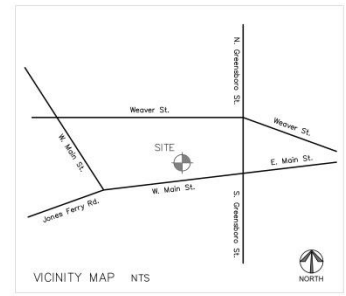 N. Greensboro St.
Weaver St.
Weaver St.
W. Main St.
SITE
E. Main St.
W. Main St.
Jones Ferry Rd.
S. Greensboro St.
VICINITY MAP NTS
NORTH